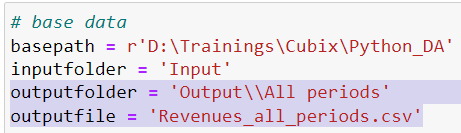 # base data
basepath = r'D:\Trainings\Cubix\Python_DA'
inputfolder = 'Input'
outputfolder = 'Output\\All periods'
outputfile = 'Revenues_all_periods.csv'